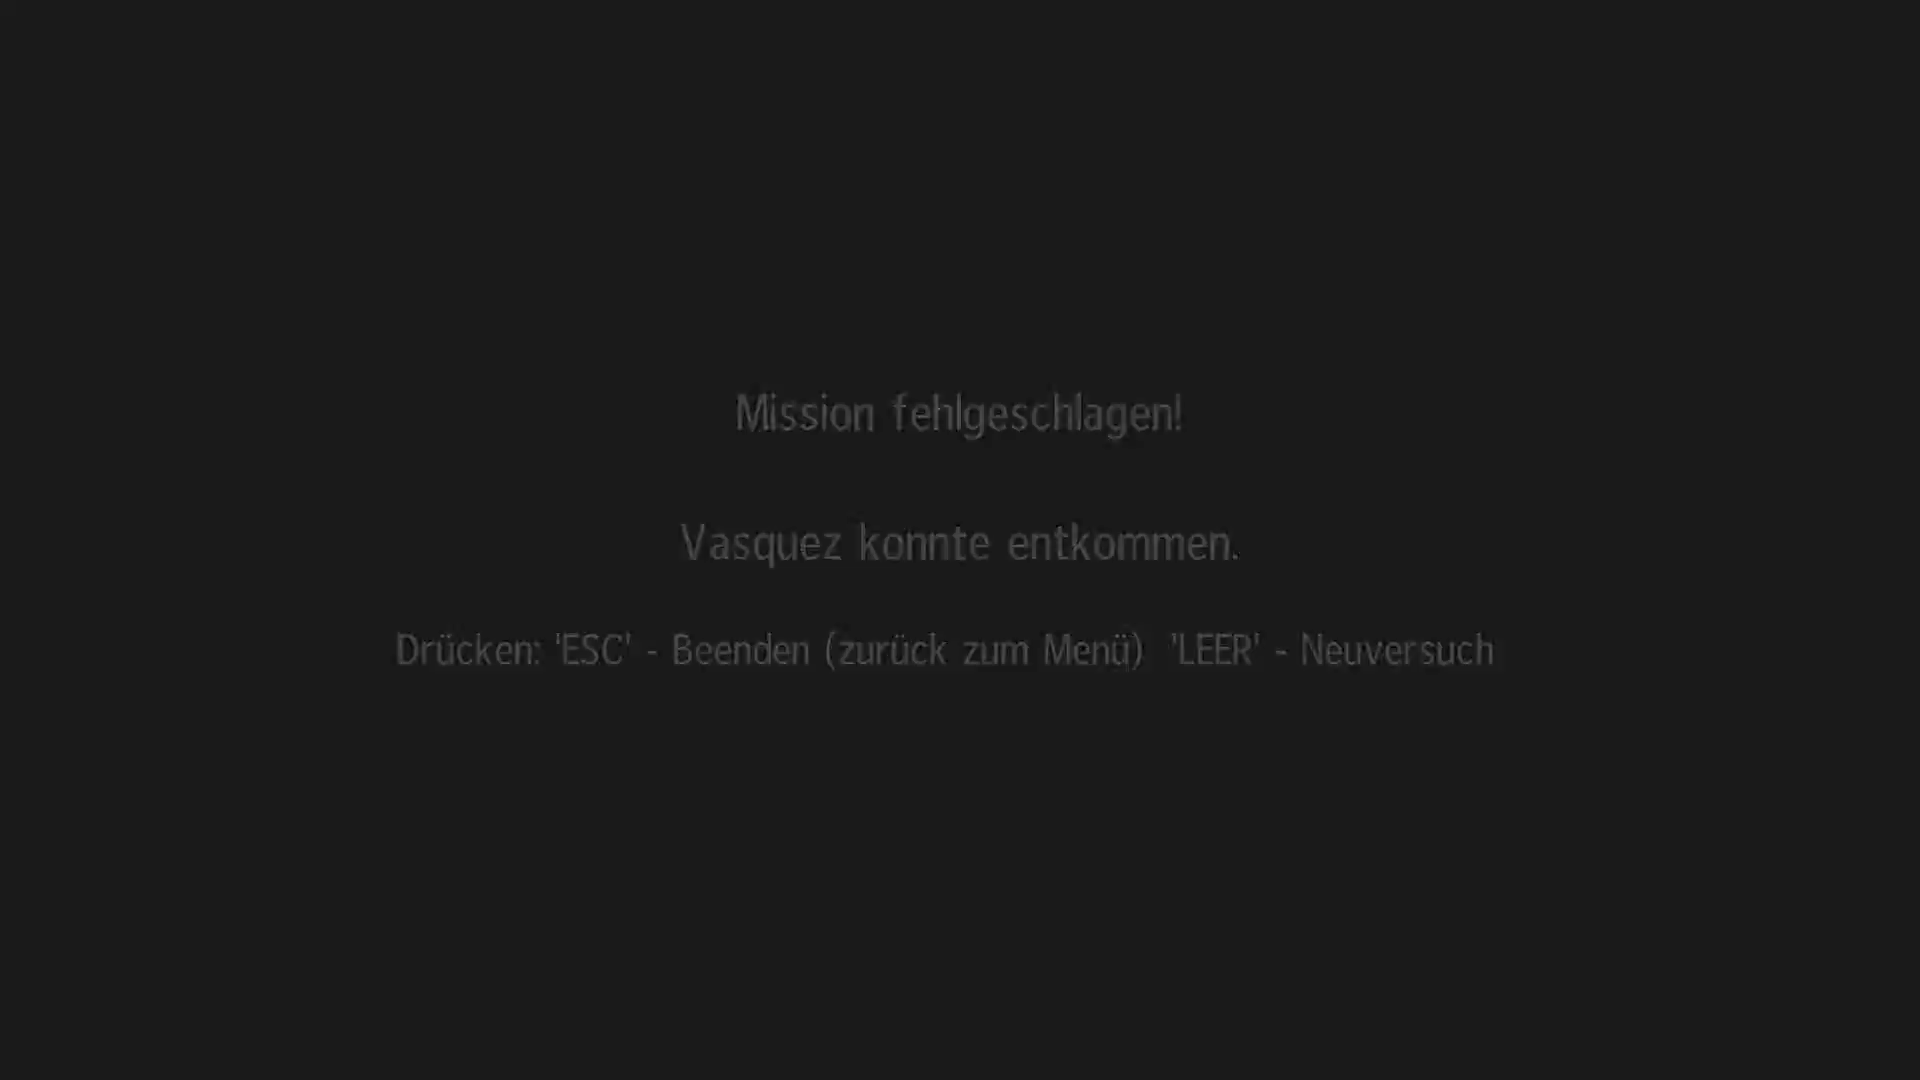 Mission fehlgeschlagen!
Vasquez konnte entkommen.
Drücken: 'ESC' - Beenden (zurück zum Menü) 'LEER' - Neuversuch